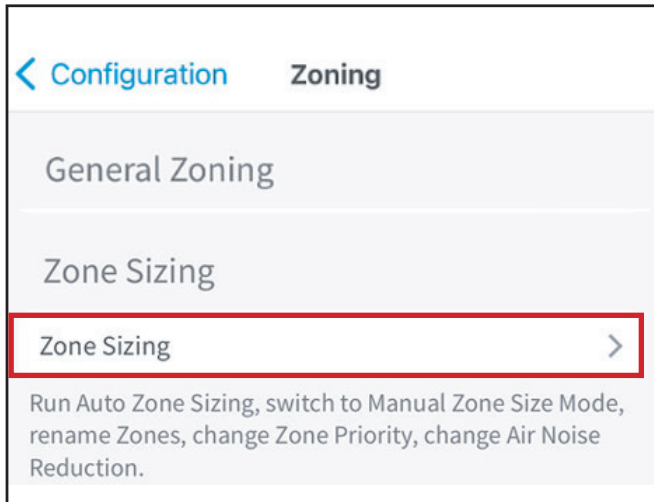 Configuration Zoning
General Zoning
Zone Sizing
Zone Sizing
Run Auto Zone Sizing, switch to Manual Zone Size Mode,
rename Zones, change Zone Priority, change Air Noise
Reduction.